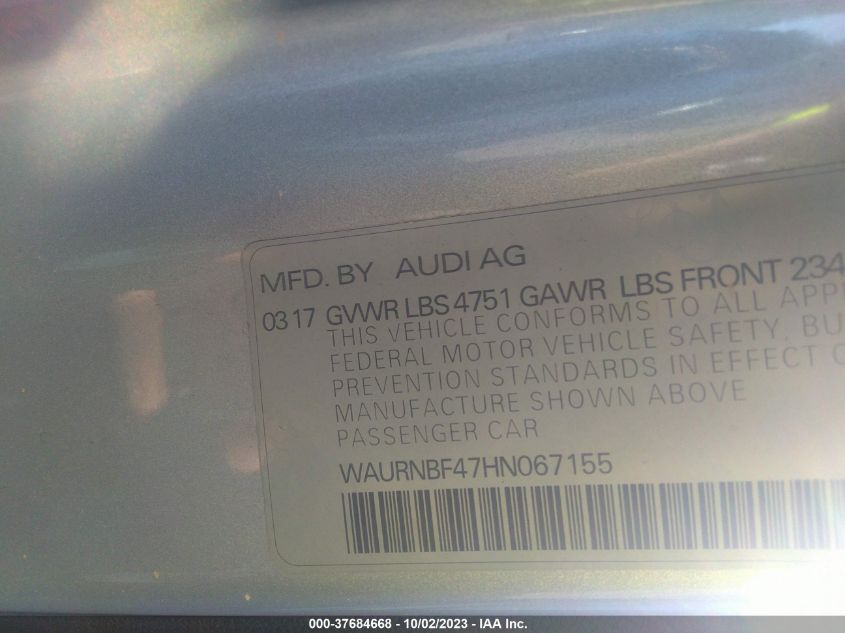 MFD. BY AUDI AG
03 17 GVWR LBS 4751 GAWR LBS FRONT 234
THIS VEHICLE CONFORMS TO ALL APP
FEDERAL MOTOR VEHICLE SAFETY, BU
PREVENTION STANDARDS IN EFFECT
MANUFACTURE SHOWN ABOVE
PASSENGER CAR
WAURNBF47HN067155
000-37684668 - 10/02/2023 - IAA Inc.